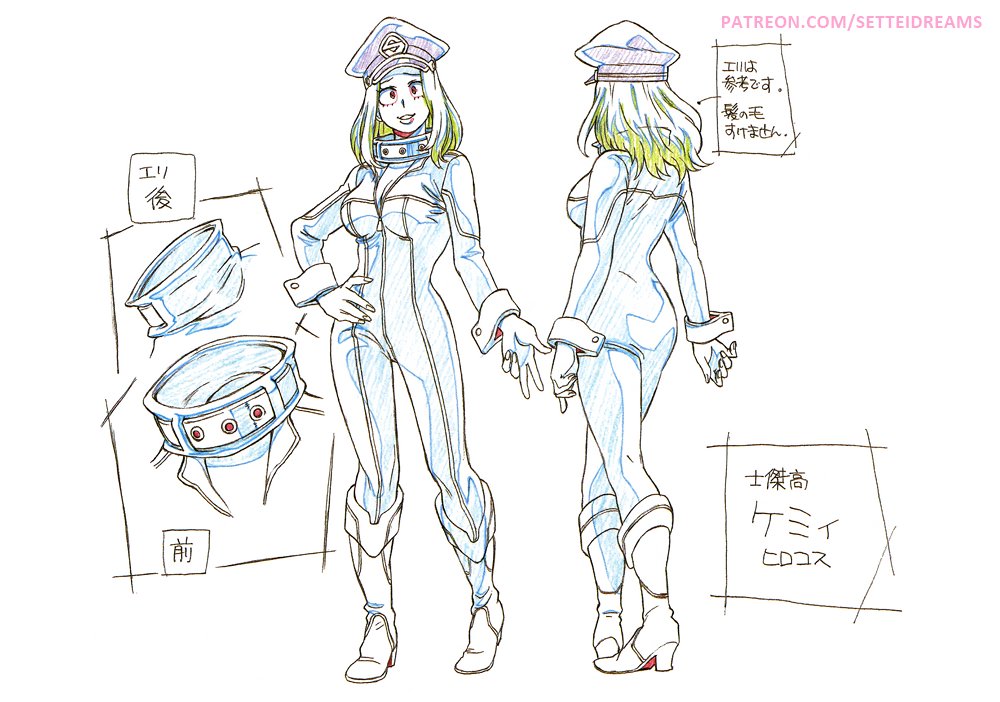 PATREON.COM/SETTEIDREAMS
エリは
参考です。
髪の毛
すけません。
エリ
後
前
士傑高
ケミィ
ヒロコス